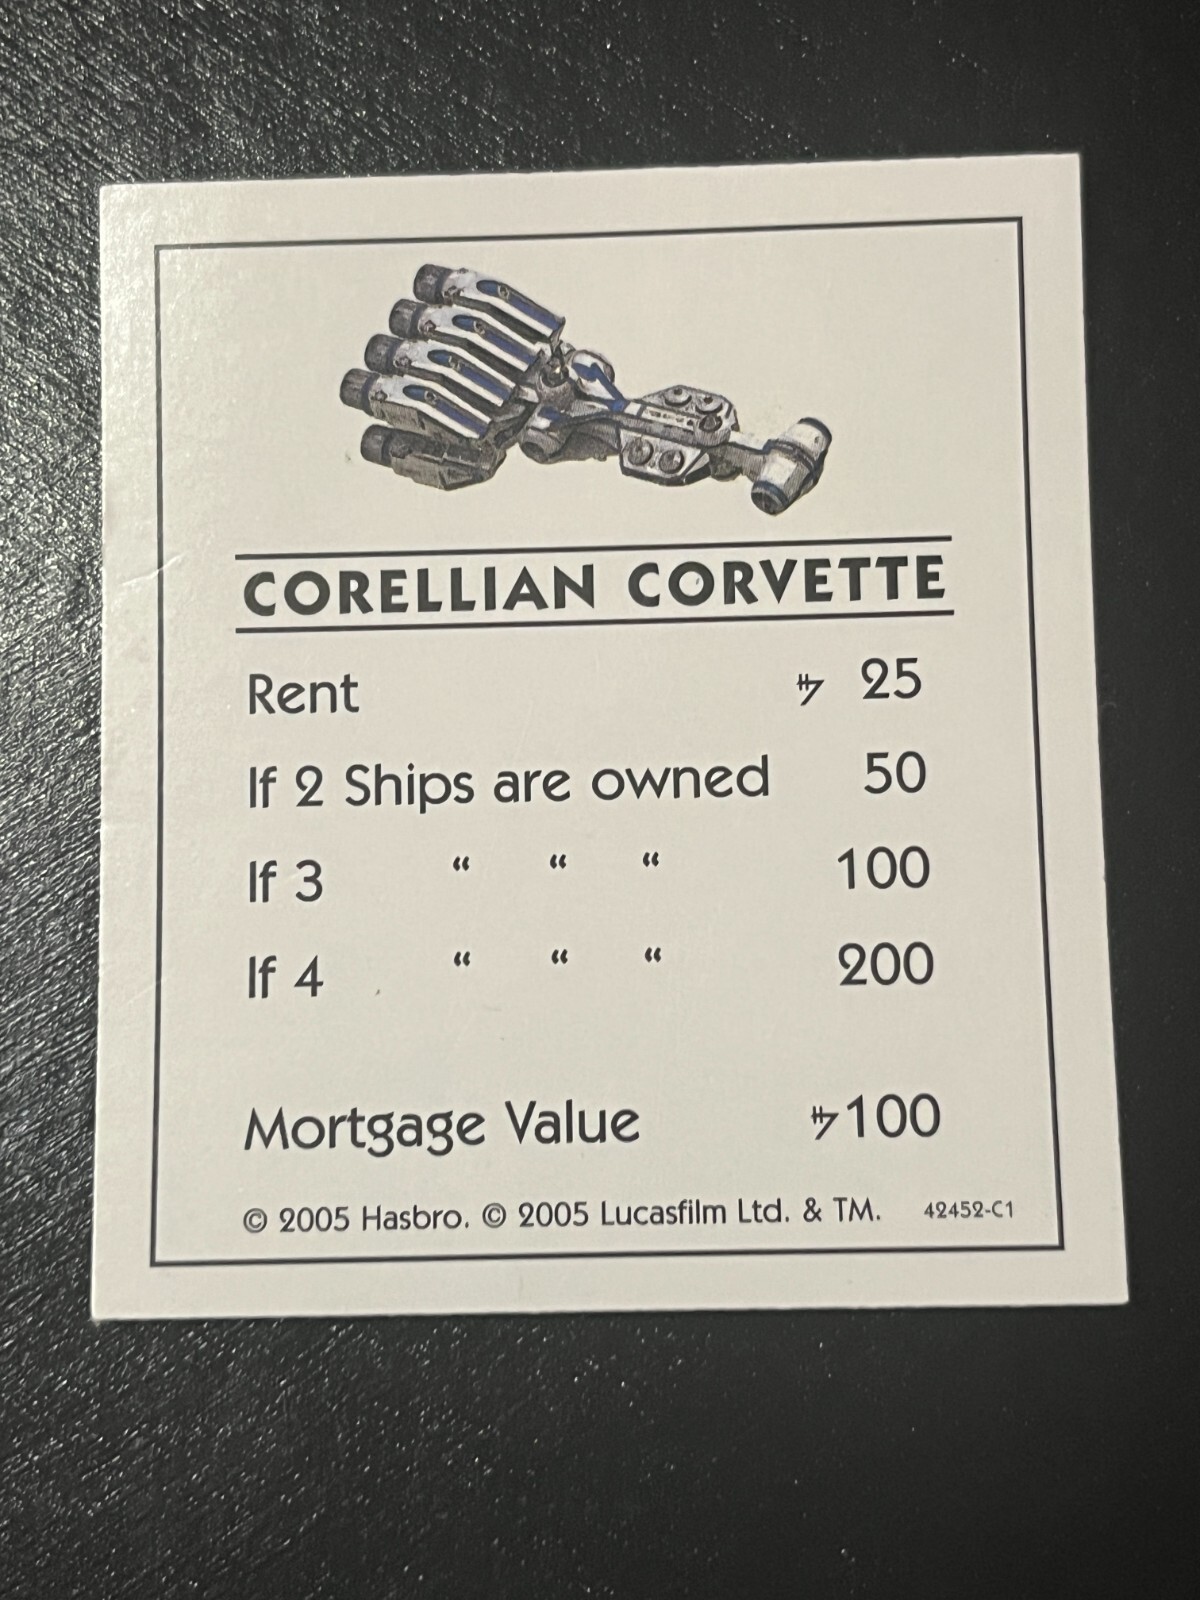 CORELLIAN CORVETTE
Rent 25
If 2 Ships are owned 50
If 3 “ “ “ 100
If 4 “ “ “ 200
Mortgage Value 100
© 2005 Hasbro. © 2005 Lucasfilm Ltd. & TM. 42452-C1